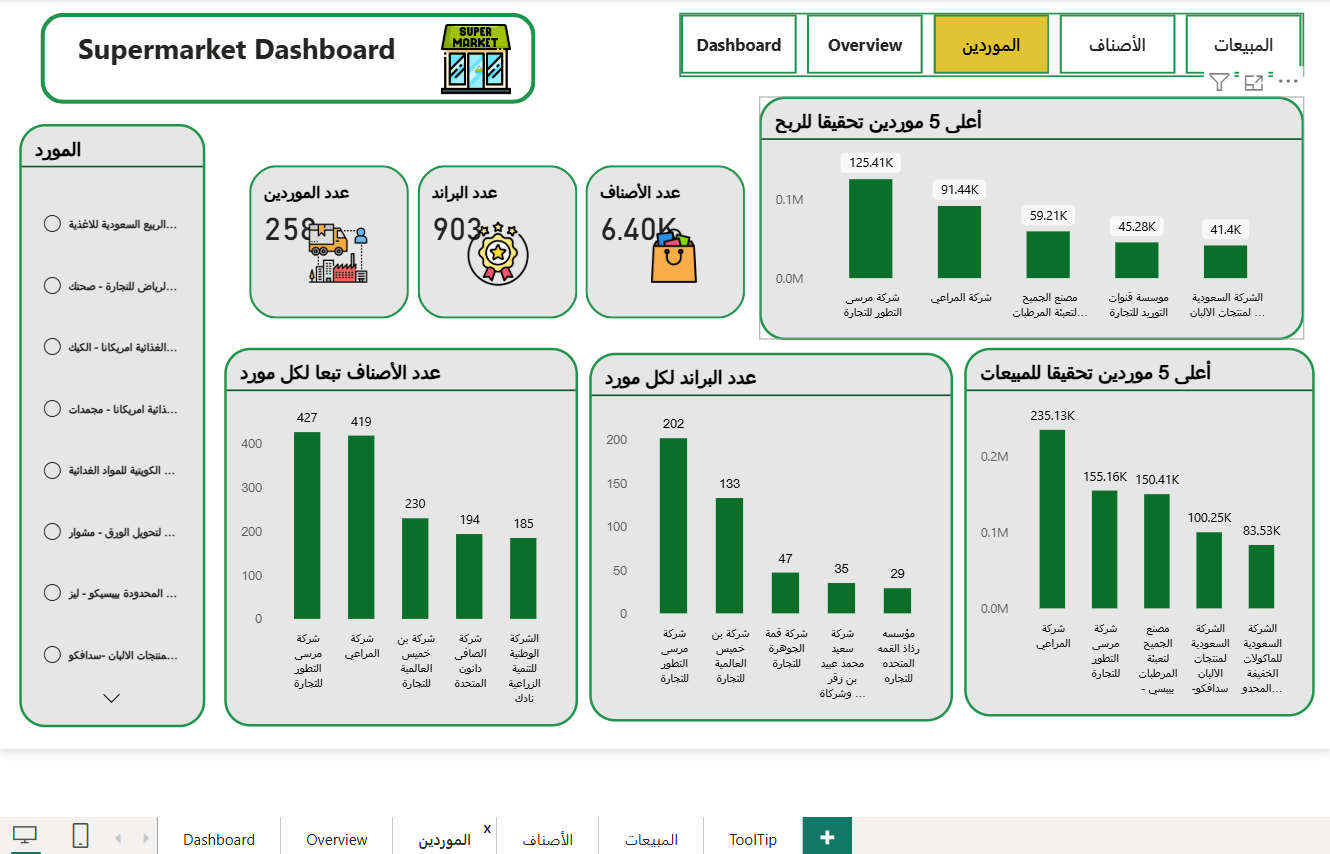 Supermarket Dashboard
SUPER
MARKET
Dashboard
Overview
الموردين
الأصناف
المبيعات
المورد
الربيع السعودية للاغذية...
لرياض للتجارة - صحتك...
الغذائية امريكانا - الكيك...
ـذائية امريكانا - مجمدات...
الكويتية للمواد الغذائية ...
لتحويل الورق - مشوار ...
المحدودة بيبسيكو - ليز ...
ـمنتجات الالبان -سدافكو...
عدد الموردين
258
عدد البراند
903
عدد الأصناف
6.40K
أعلى 5 موردين تحقيقا للربح
0.1M
0.0M
125.41K
91.44K
59.21K
45.28K
41.4K
شركة مرسى
التطور للتجارة
شركة المراعي
مصنع الجميح
لتعبئة المرطبات...
موسسة قنوات
التوريد للتجارة
الشركة السعودية
لمنتجات الالبان ...
عدد الأصناف تبعا لكل مورد
400
300
200
100
0
427
419
230
194
185
شركة
مرسى
التطور
للتجارة
شركة
المراعي
شركة بن
خميس
العالمية
للتجارة
شركة
الصافى
دانون
المتحدة
الشركة
الوطنية
للتنمية
الزراعية
نادك
عدد البراند لكل مورد
200
150
100
50
0
202
133
47
35
29
شركة
مرسى
التطور
للتجارة
شركة بن
خميس
العالمية
للتجارة
شركة قمة
الجوهرة
للتجارة
شركة
سعيد
محمد عبيد
بن زقر
وشركاة ...
مؤسسه
رذاذ القمه
المتحده
للتجاره
أعلى 5 موردين تحقيقا للمبيعات
0.2M
0.1M
0.0M
235.13K
155.16K
150.41K
100.25K
83.53K
شركة
المراعي
شركة
مرسى
التطور
للتجارة
مصنع
الجميح
لتعبئة
المرطبات
بيبسي -
الشركة
السعودية
لمنتجات
الالبان
سدافكو-
الشركة
السعودية
للماكولات
الخفيفة
المحدو...
Dashboard
Overview
الموردين
x
الأصناف
المبيعات
ToolTip